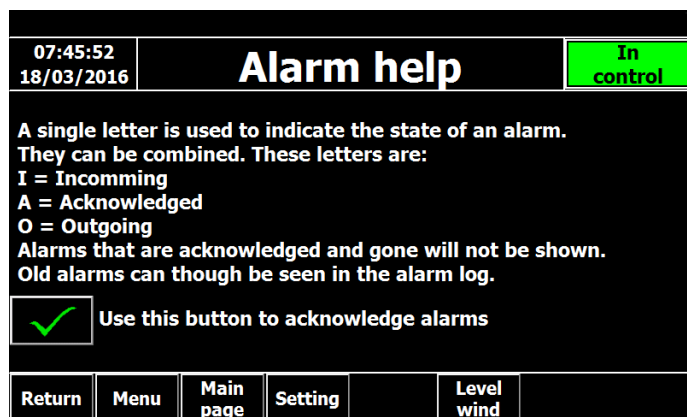 07:45:52
18/03/2016
Alarm help
In
control
A single letter is used to indicate the state of an alarm.
They can be combined. These letters are:
I = Incomming
A = Acknowledged
O = Outgoing
Alarms that are acknowledged and gone will not be shown.
Old alarms can though be seen in the alarm log.
Use this button to acknowledge alarms
Return
Menu
Main
page
Setting
Level
wind